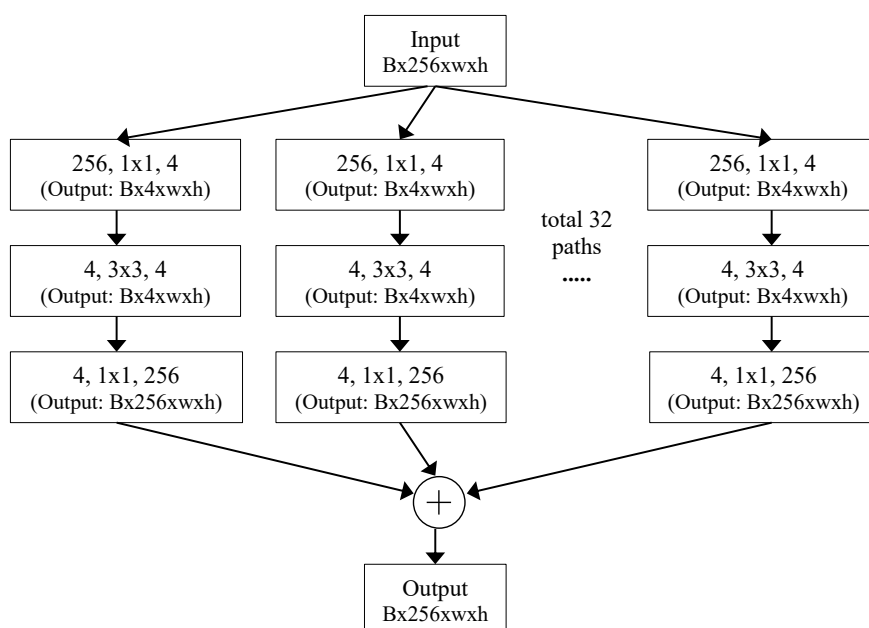 Input
Bx256xwxh
256, 1x1, 4
(Output: Bx4xwxh)
256, 1x1, 4
(Output: Bx4xwxh)
256, 1x1, 4
(Output: Bx4xwxh)
total 32
paths
.....
4, 3x3, 4
(Output: Bx4xwxh)
4, 3x3, 4
(Output: Bx4xwxh)
4, 3x3, 4
(Output: Bx4xwxh)
4, 1x1, 256
(Output: Bx256xwxh)
4, 1x1, 256
(Output: Bx256xwxh)
4, 1x1, 256
(Output: Bx256xwxh)
+
Output
Bx256xwxh